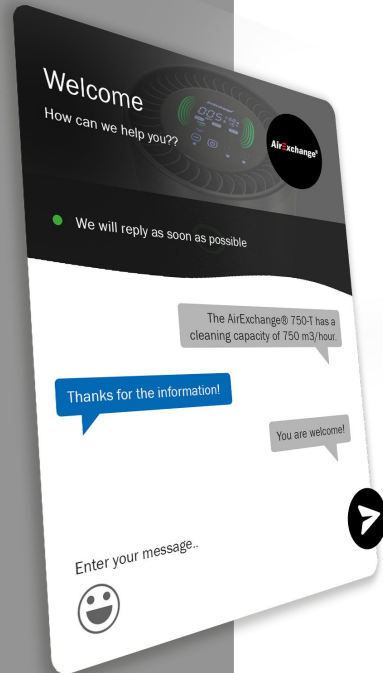 Welcome
How can we help you??
AirExchange®
We will reply as soon as possible
The AirExchange® 750-T has a
cleaning capacity of 750 m3/hour.
Thanks for the information!
You are welcome!
Enter your message..